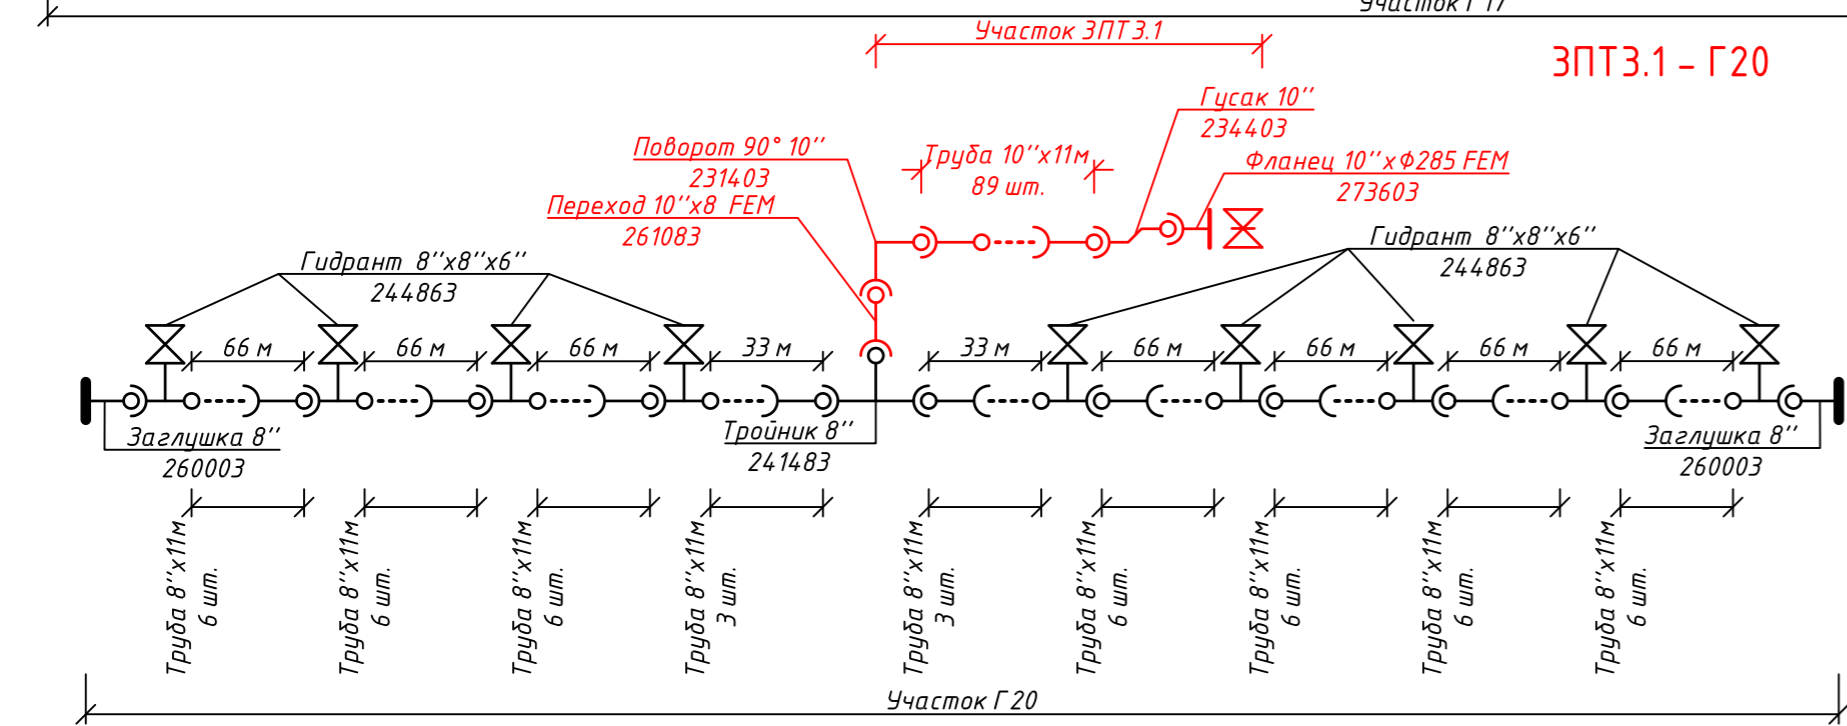 Участок Г17
Участок ЗПТ3.1
ЗПТ3.1 - Г20
Гусак 10''
234403
Поворот 90° 10''
231403
Труба 10''х11м
89 шт.
Фланец 10''хФ285 FEM
273603
Переход 10''х8 FEM
261083
Гидрант 8''х8''х6''
244863
Гидрант 8''х8''х6''
244863
66 м
66 м
66 м
33 м
33 м
66 м
66 м
66 м
66 м
Заглушка 8''
260003
Тройник 8''
241483
Заглушка 8''
260003
Труба 8''х11м
6 шт.
Труба 8''х11м
6 шт.
Труба 8''х11м
6 шт.
Труба 8''х11м
3 шт.
Труба 8''х11м
3 шт.
Труба 8''х11м
6 шт.
Труба 8''х11м
6 шт.
Труба 8''х11м
6 шт.
Труба 8''х11м
6 шт.
Участок Г20